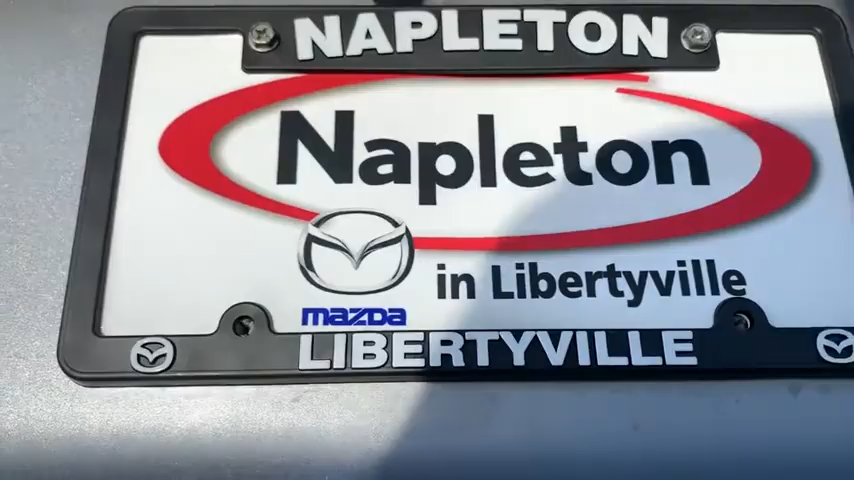 NAPLETON
Napleton
in Libertyville
mazda
LIBERTYVILLE